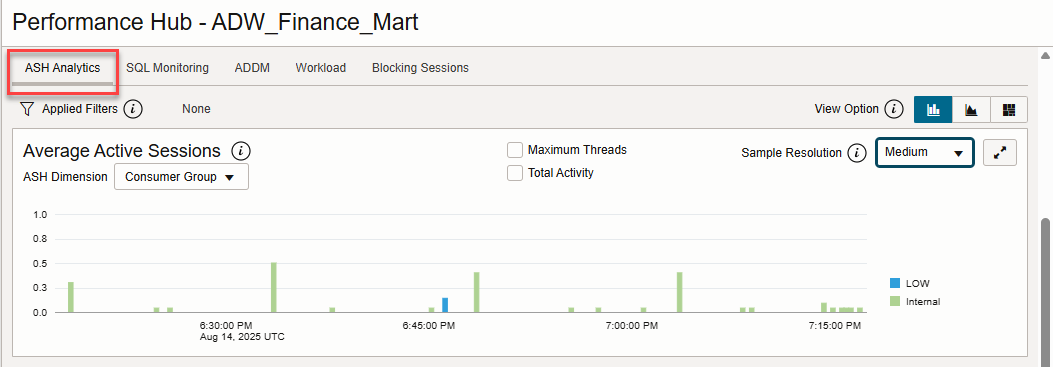 Performance Hub - ADW_Finance_Mart
ASH Analytics SQL Monitoring ADDM Workload Blocking Sessions
Applied Filters i None View Option i
Average Active Sessions i
Maximum Threads
Sample Resolution i Medium
ASH Dimension Consumer Group
Total Activity
1.0
0.8
0.5
0.3
0.0
LOW
Internal
6:30:00 PM 6:45:00 PM 7:00:00 PM 7:15:00 PM
Aug 14, 2025 UTC